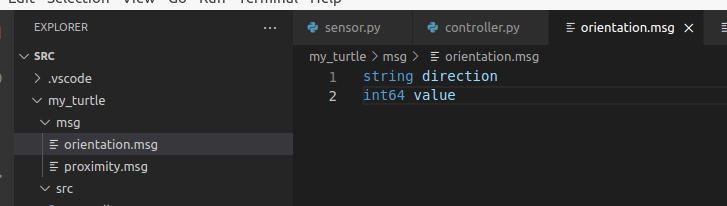 Edit Selection View Go Run Terminal Help
EXPLORER
SRC
.vscode
my_turtle
msg
orientation.msg
proximity.msg
src
sensor.py
controller.py
orientation.msg
my_turtle > msg > orientation.msg
1 string direction
2 int64 value